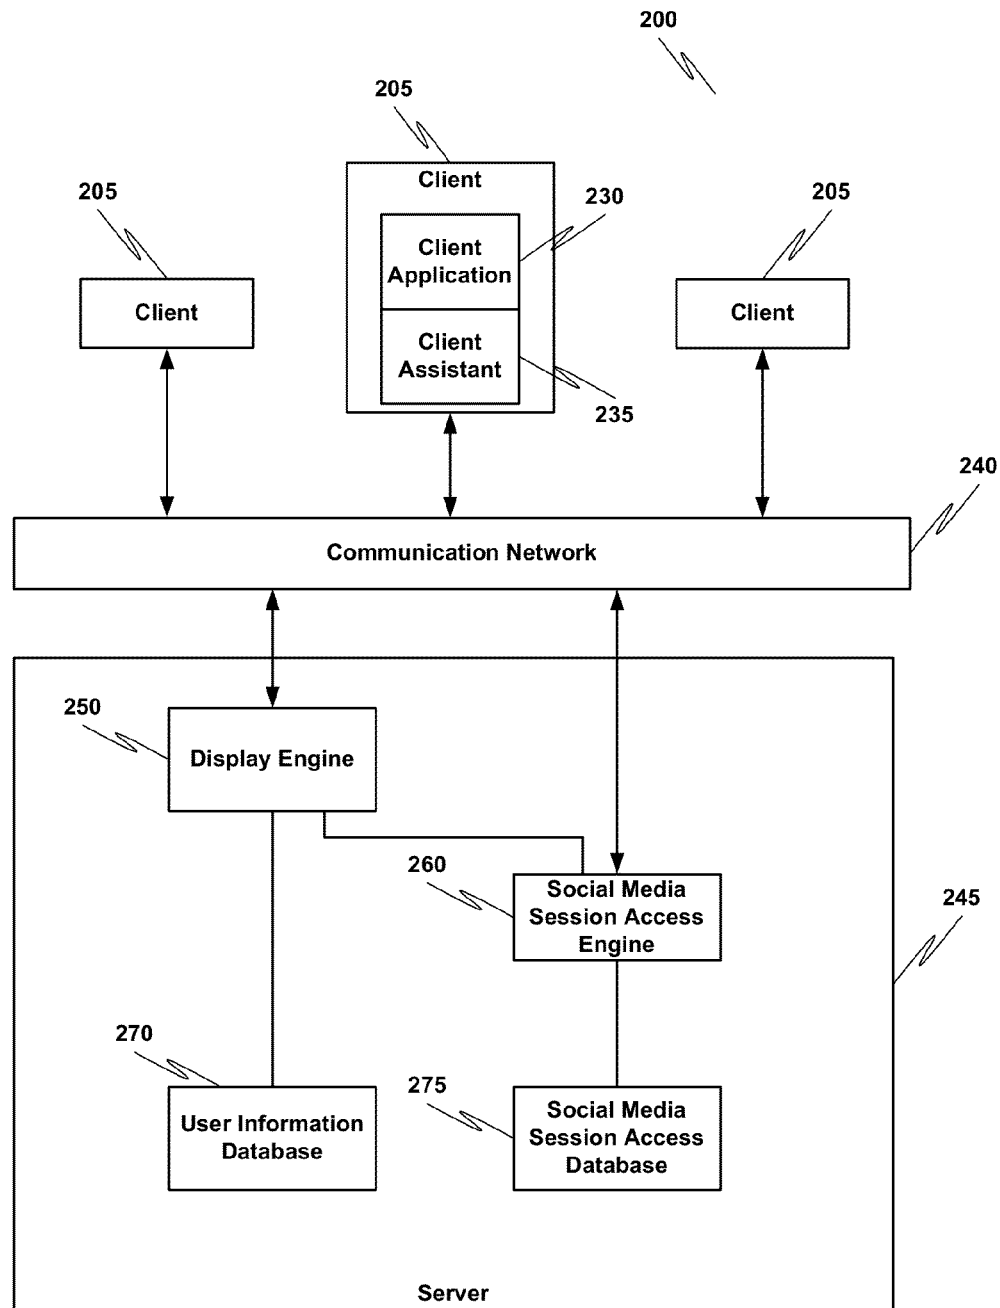 200
205
Client
205
230
205
Client
Application
Client
Client
Client
Assistant
235
240
Communication Network
250
Display Engine
260
Social Media
Session Access
Engine
245
270
275
User Information
Database
Social Media
Session Access
Database
Server